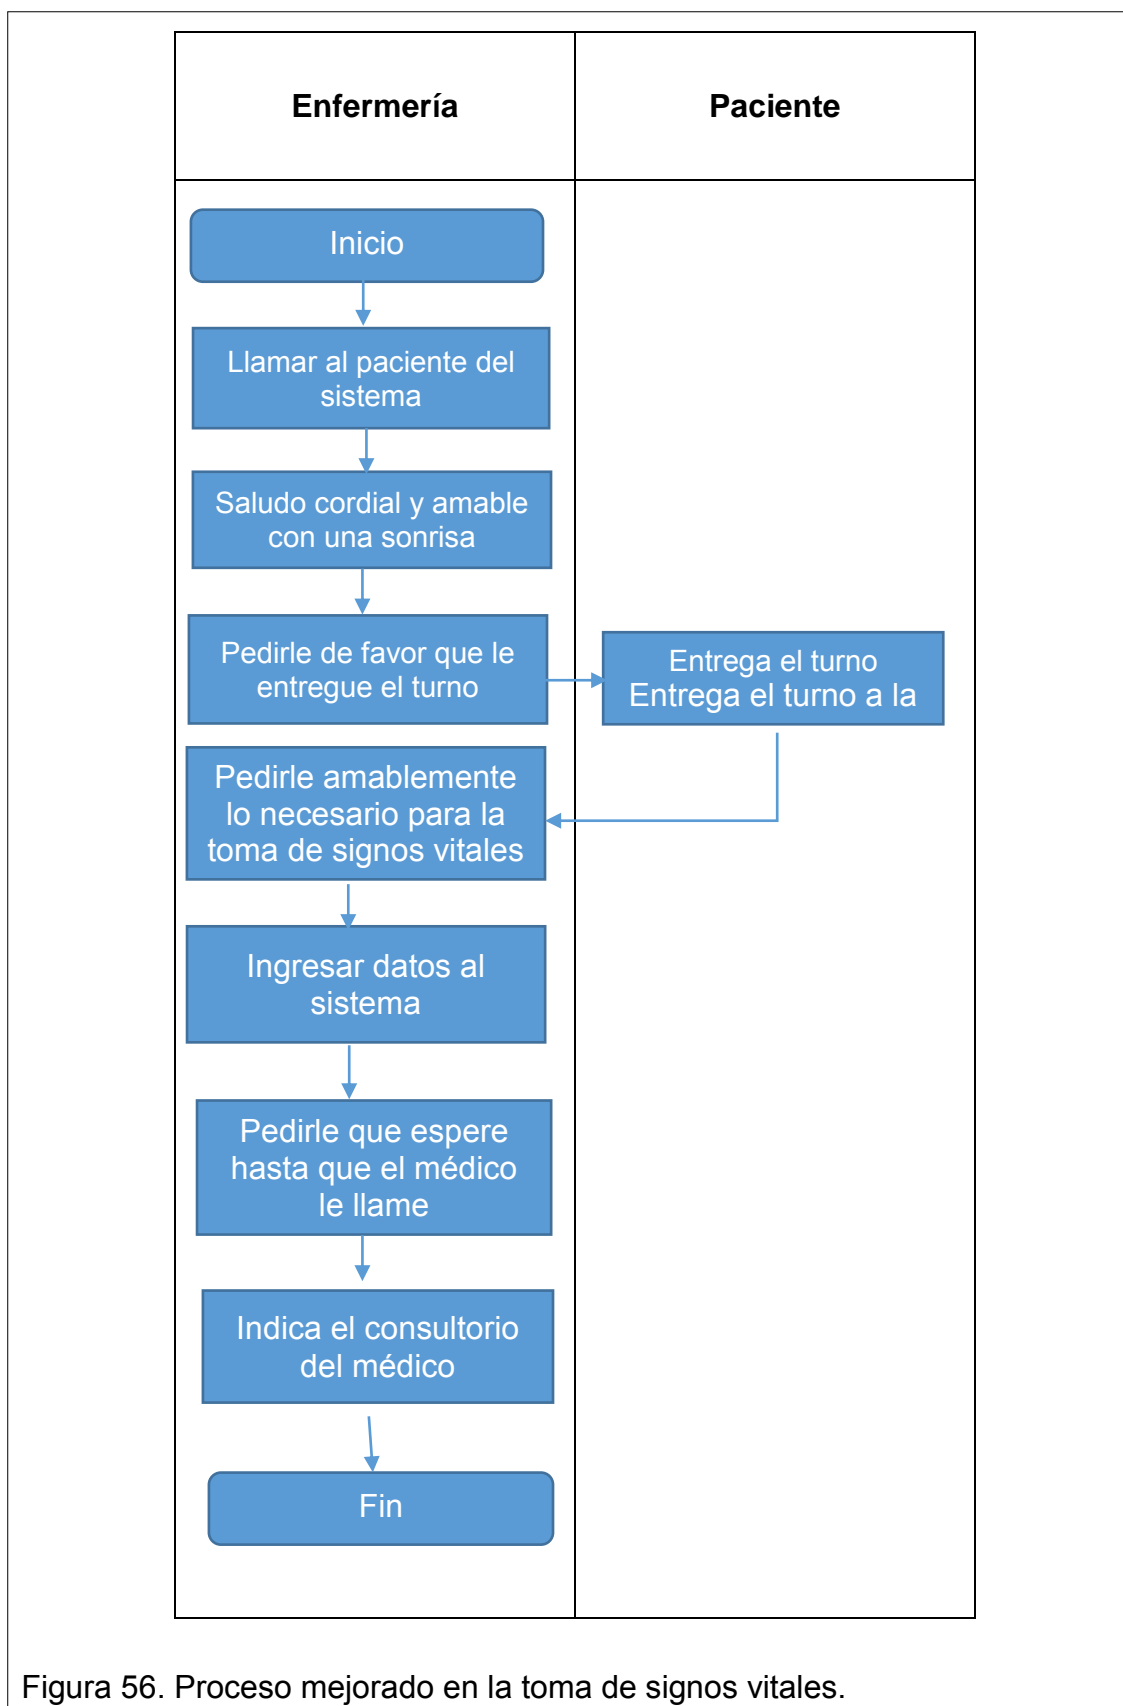 Enfermería
Paciente
Inicio
Llamar al paciente del
sistema
Saludo cordial y amable
con una sonrisa
Pedirle de favor que le
entregue el turno
Entrega el turno
Entrega el turno a la
Pedirle amablemente
lo necesario para la
toma de signos vitales
Ingresar datos al
sistema
Pedirle que espere
hasta que el médico
le llame
Indica el consultorio
del médico
Fin
Figura 56. Proceso mejorado en la toma de signos vitales.